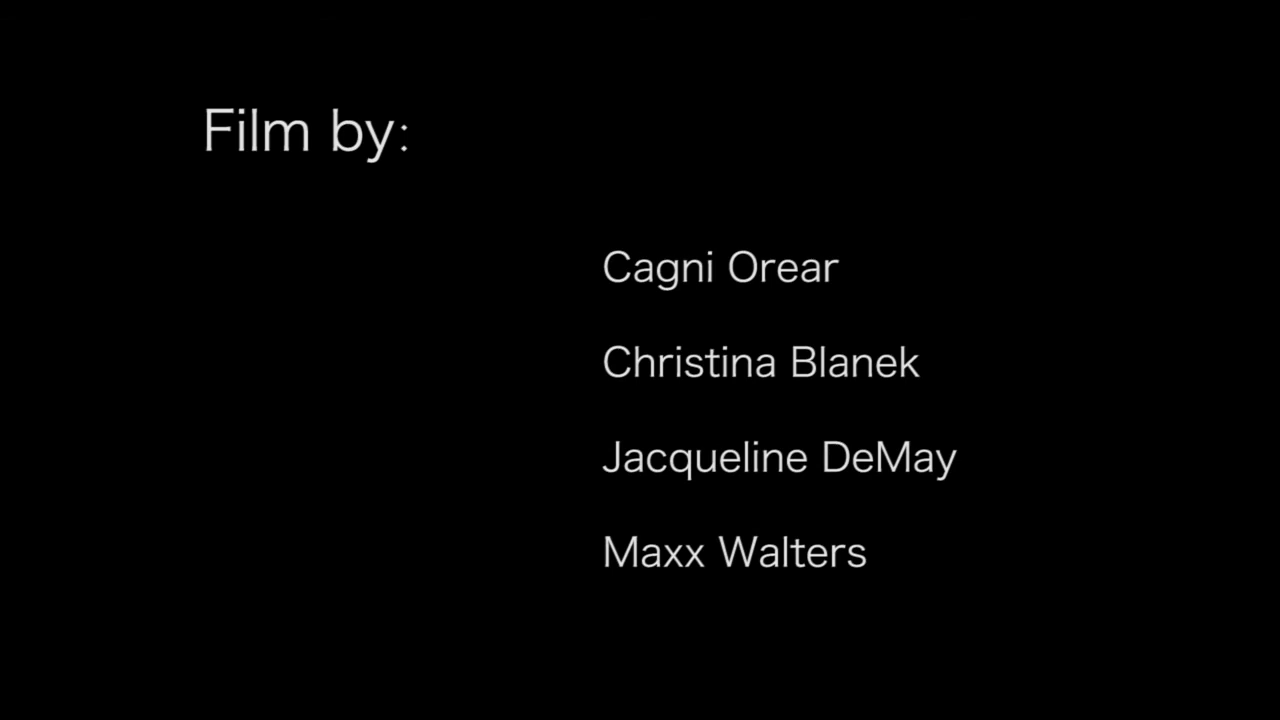 Film by:
Cagni Orear
Christina Blanek
Jacqueline DeMay
Maxx Walters